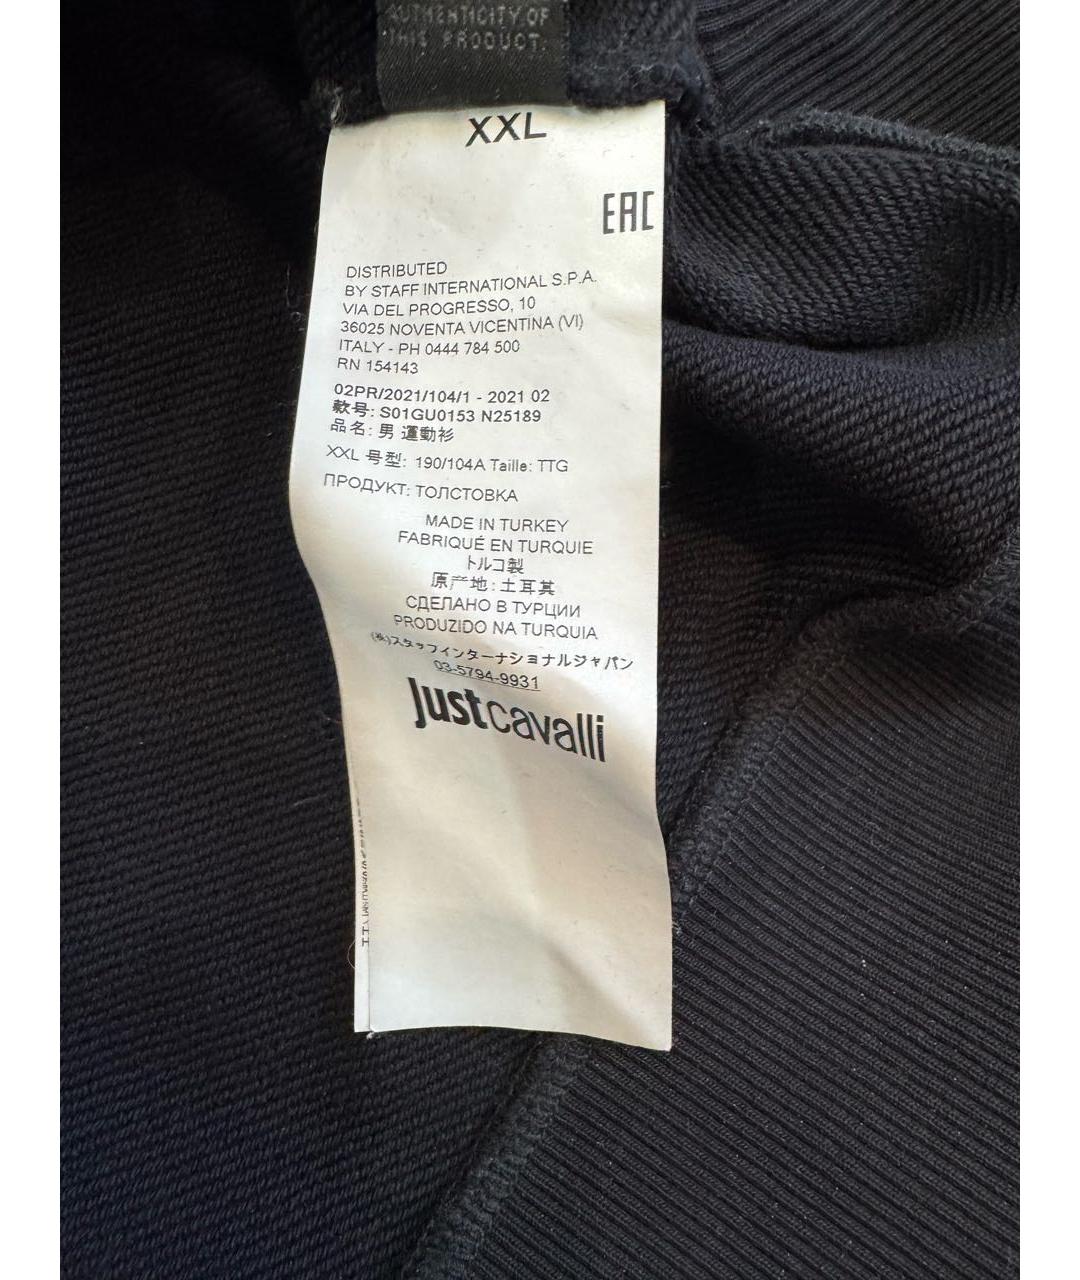 AUTHENTICITY OF
THIS PRODUCT:
XXL
EAC
DISTRIBUTED
BY STAFF INTERNATIONAL S.P.A.
VIA DEL PROGRESSO, 10
36025 NOVENTA VICENTINA (VI)
ITALY - PH 0444 784 500
RN 154143
02PR/2021/104/1 - 2021 02
款号: S01GU0153 N25189
品名: 男 運動衫
XXL 号型: 190/104A Taille: TTG
ПРОДУКТ: ТОЛСТОВКА
MADE IN TURKEY
FABRIQUÉ EN TURQUIE
トルコ製
原产地: 土耳其
СДЕЛАНО В ТУРЦИИ
PRODUZIDO NA TURQUIA
(株)スタッフインターナショナルジャパン
03-5794-9931
justcavalli